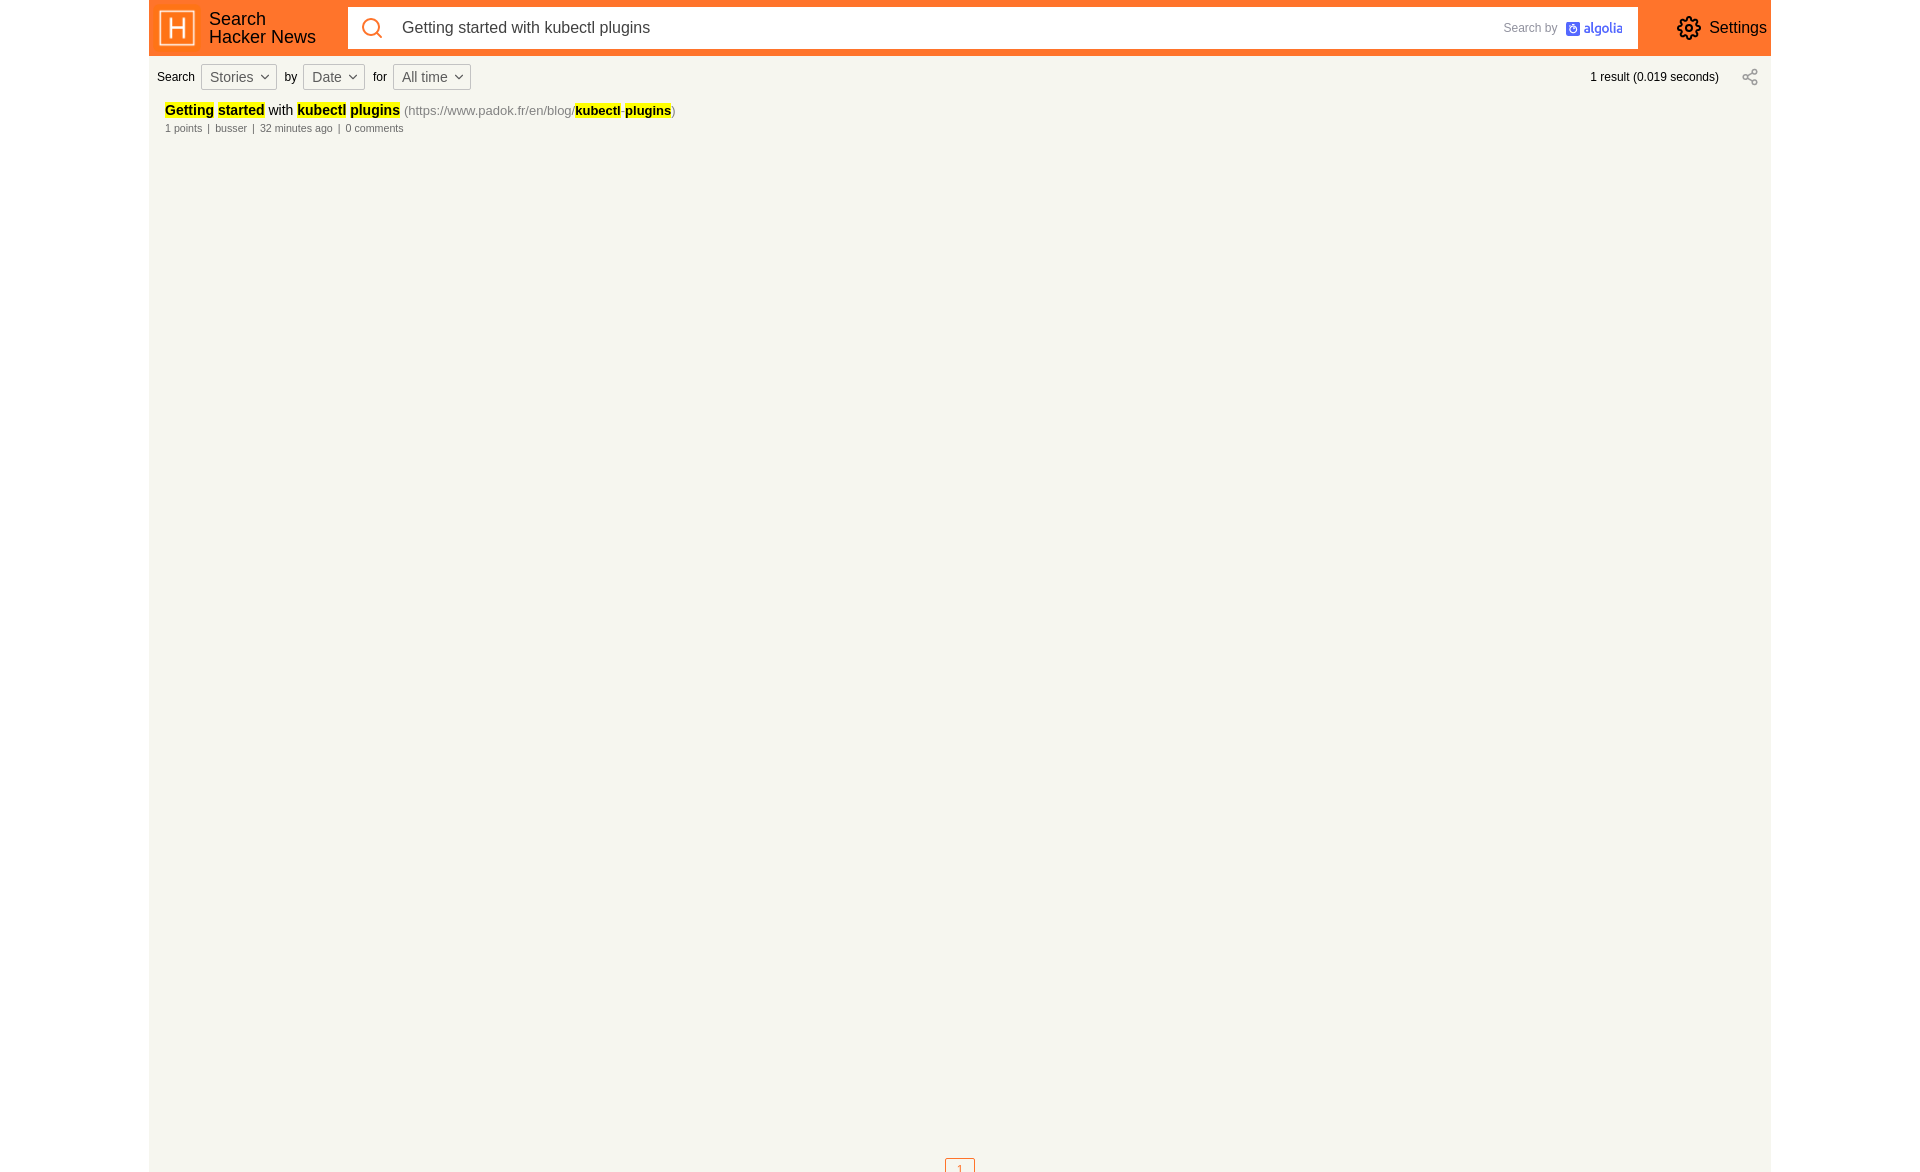 H
Search
Hacker News
Getting started with kubectl plugins
Search by algolia
Settings
Search Stories by Date for All time
1 result (0.019 seconds)
Getting started with kubectl plugins (https://www.padok.fr/en/blog/kubectl-plugins)
1 points | busser | 32 minutes ago | 0 comments
1